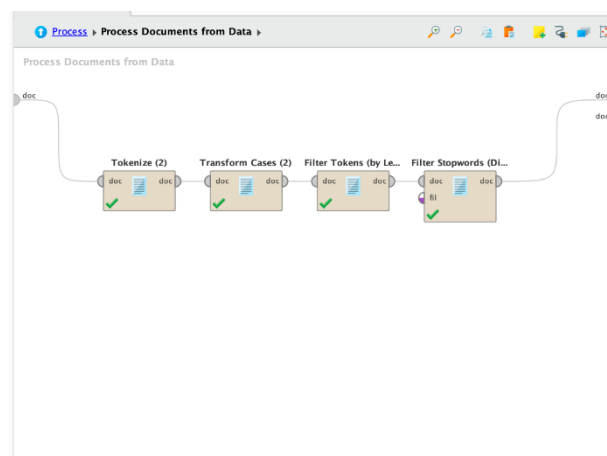 Process ▸ Process Documents from Data ▸
Process Documents from Data
doc
doc
doc
Tokenize (2)
Transform Cases (2)
Filter Tokens (by Le...
Filter Stopwords (Di...
doc doc
doc doc
doc doc
doc doc
fil